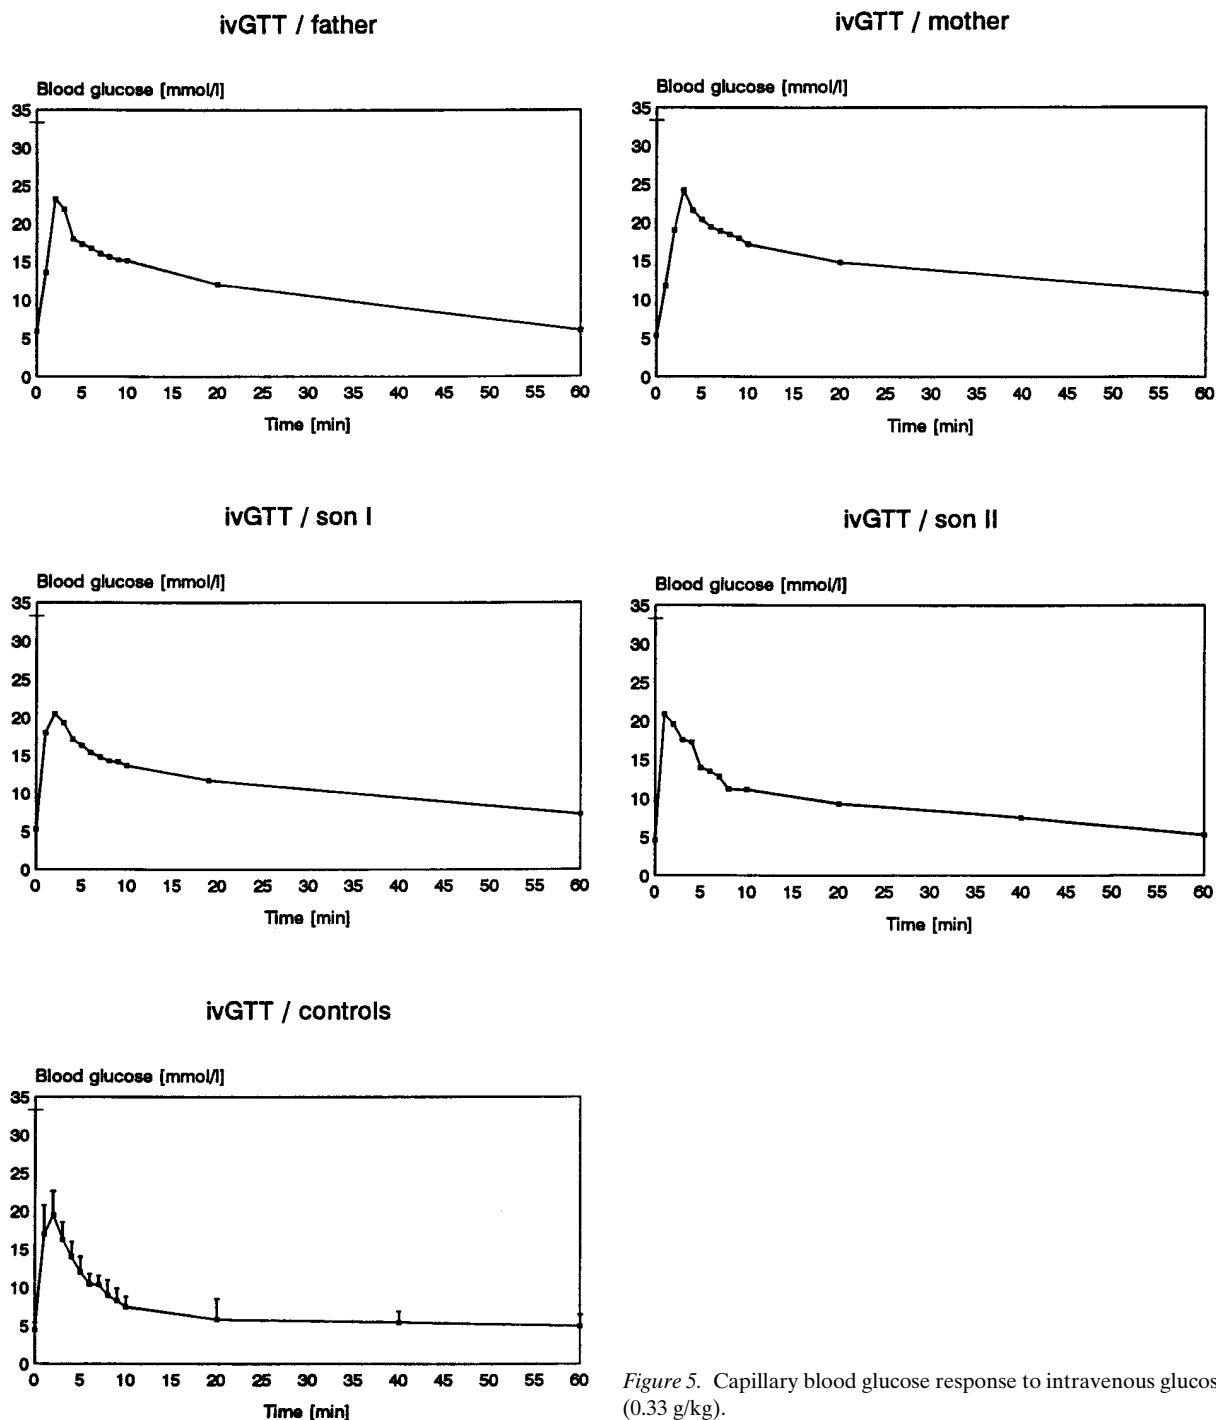 ivGTT / father
Blood glucose [mmol/l]
35
30
25
20
15
10
5
0
0 5 10 15 20 25 30 35 40 45 50 55 60
Time [min]
ivGTT / mother
Blood glucose [mmol/l]
35
30
25
20
15
10
5
0
0 5 10 15 20 25 30 35 40 45 50 55 60
Time [min]
ivGTT / son I
Blood glucose [mmol/l]
35
30
25
20
15
10
5
0
0 5 10 15 20 25 30 35 40 45 50 55 60
Time [min]
ivGTT / son II
Blood glucose [mmol/l]
35
30
25
20
15
10
5
0
0 5 10 15 20 25 30 35 40 45 50 55 60
Time [min]
ivGTT / controls
Blood glucose [mmol/l]
35
30
25
20
15
10
5
0
0 5 10 15 20 25 30 35 40 45 50 55 60
Time [min]
Figure 5. Capillary blood glucose response to intravenous glucos
(0.33 g/kg).